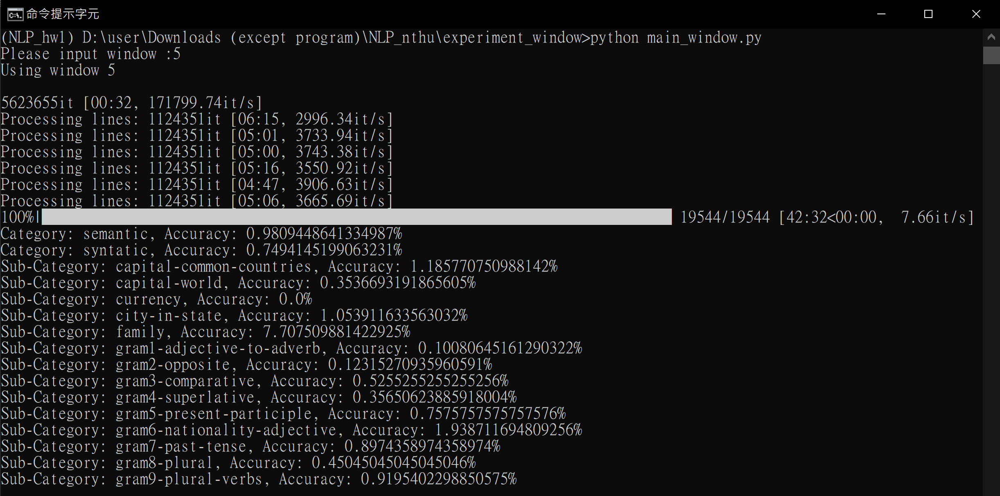 命令提示字元
(NLP_hw1) D:\user\Downloads (except program)\NLP_nthu\experiment_window>python main_window.py
Please input window :5
Using window 5
5623655it [00:32, 171799.74it/s]
Processing lines: 1124351it [06:15, 2996.34it/s]
Processing lines: 1124351it [05:01, 3733.94it/s]
Processing lines: 1124351it [05:00, 3743.38it/s]
Processing lines: 1124351it [05:16, 3550.92it/s]
Processing lines: 1124351it [04:47, 3906.63it/s]
Processing lines: 1124351it [05:06, 3665.69it/s]
100%| 19544/19544 [42:32<00:00,  7.66it/s]
Category: semantic, Accuracy: 0.9809448641334987%
Category: syntatic, Accuracy: 0.7494145199063231%
Sub-Category: capital-common-countries, Accuracy: 1.185770750988142%
Sub-Category: capital-world, Accuracy: 0.3536693191865605%
Sub-Category: currency, Accuracy: 0.0%
Sub-Category: city-in-state, Accuracy: 1.053911633563032%
Sub-Category: family, Accuracy: 7.707509881422925%
Sub-Category: gram1-adjective-to-adverb, Accuracy: 0.10080645161290322%
Sub-Category: gram2-opposite, Accuracy: 0.12315270935960591%
Sub-Category: gram3-comparative, Accuracy: 0.5255255255255256%
Sub-Category: gram4-superlative, Accuracy: 0.35650623885918004%
Sub-Category: gram5-present-participle, Accuracy: 0.7575757575757576%
Sub-Category: gram6-nationality-adjective, Accuracy: 1.938711694809256%
Sub-Category: gram7-past-tense, Accuracy: 0.8974358974358974%
Sub-Category: gram8-plural, Accuracy: 0.45045045045045046%
Sub-Category: gram9-plural-verbs, Accuracy: 0.9195402298850575%